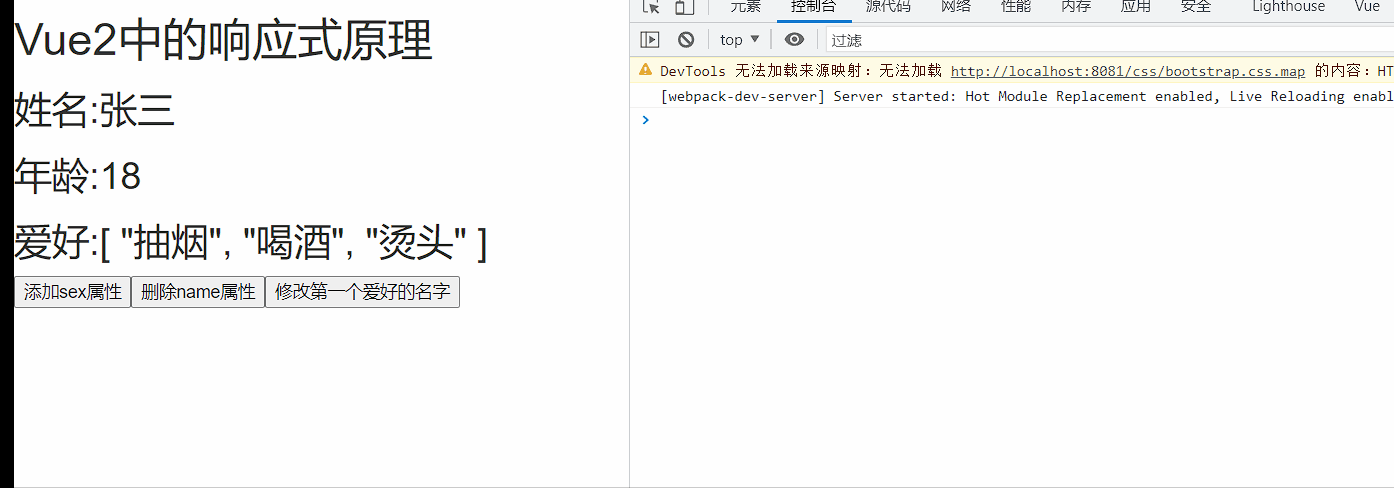 Vue2中的响应式原理
姓名:张三
年龄:18
爱好:[ "抽烟", "喝酒", "烫头" ]
添加sex属性 删除name属性 修改第一个爱好的名字
元素 控制台 源代码 网络 性能 内存 应用 安全 Lighthouse Vue
top 过滤
DevTools 无法加载来源映射：无法加载 http://localhost:8081/css/bootstrap.css.map 的内容：HT
[webpack-dev-server] Server started: Hot Module Replacement enabled, Live Reloading enabl